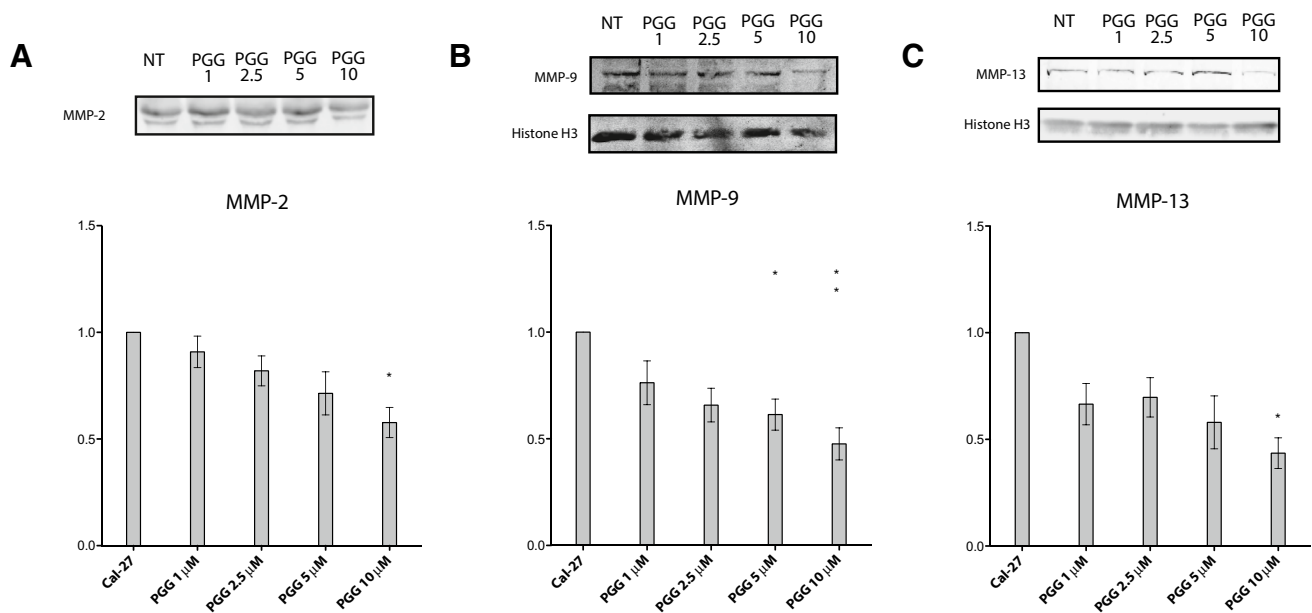 A
NT PGG PGG PGG PGG
1 2.5 5 10
MMP-2
MMP-2
1.5
1.0
0.5
0.0
Cal-27
PGG 1 µM
PGG 2.5 µM
PGG 5 µM
PGG 10 µM
*
B
NT PGG PGG PGG PGG
1 2.5 5 10
MMP-9
Histone H3
MMP-9
1.5
1.0
0.5
0.0
Cal-27
PGG 1 µM
PGG 2.5 µM
PGG 5 µM
PGG 10 µM
*
*
*
C
NT PGG PGG PGG PGG
1 2.5 5 10
MMP-13
Histone H3
MMP-13
1.5
1.0
0.5
0.0
Cal-27
PGG 1 µM
PGG 2.5 µM
PGG 5 µM
PGG 10 µM
*